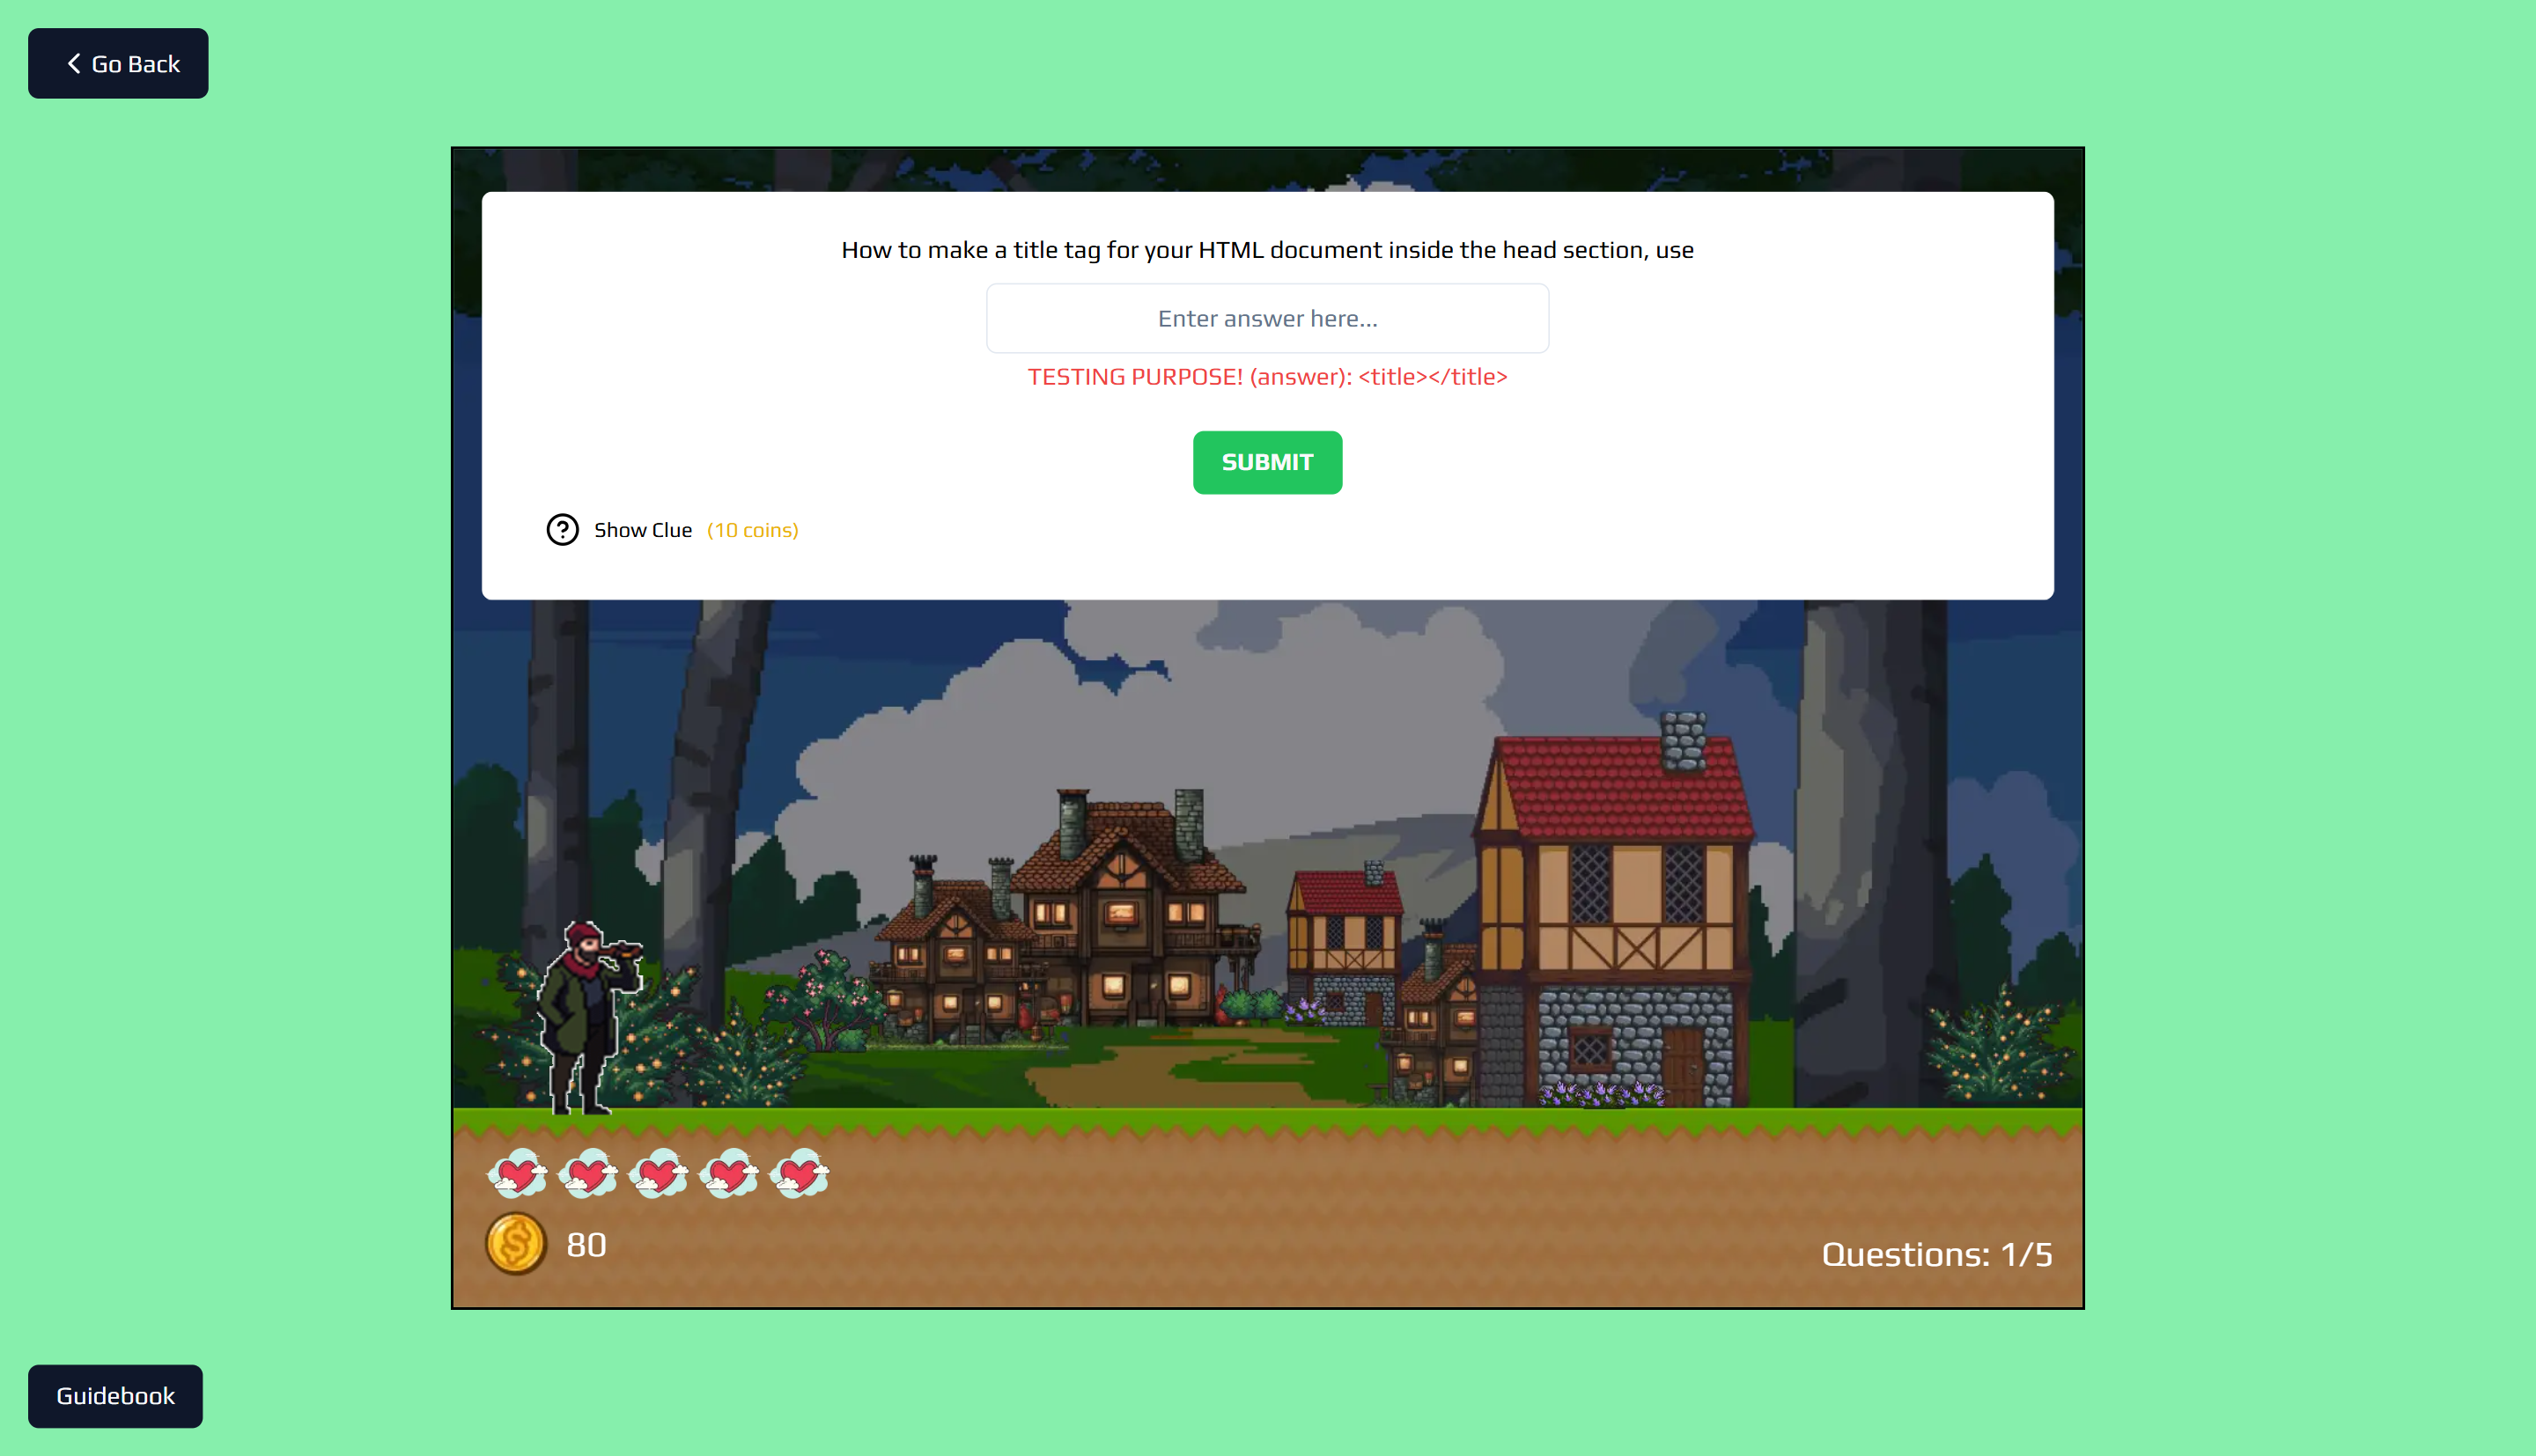 Go Back
How to make a title tag for your HTML document inside the head section, use
Enter answer here...
TESTING PURPOSE! (answer): <title></title>
SUBMIT
Show Clue (10 coins)
80
Questions: 1/5
Guidebook